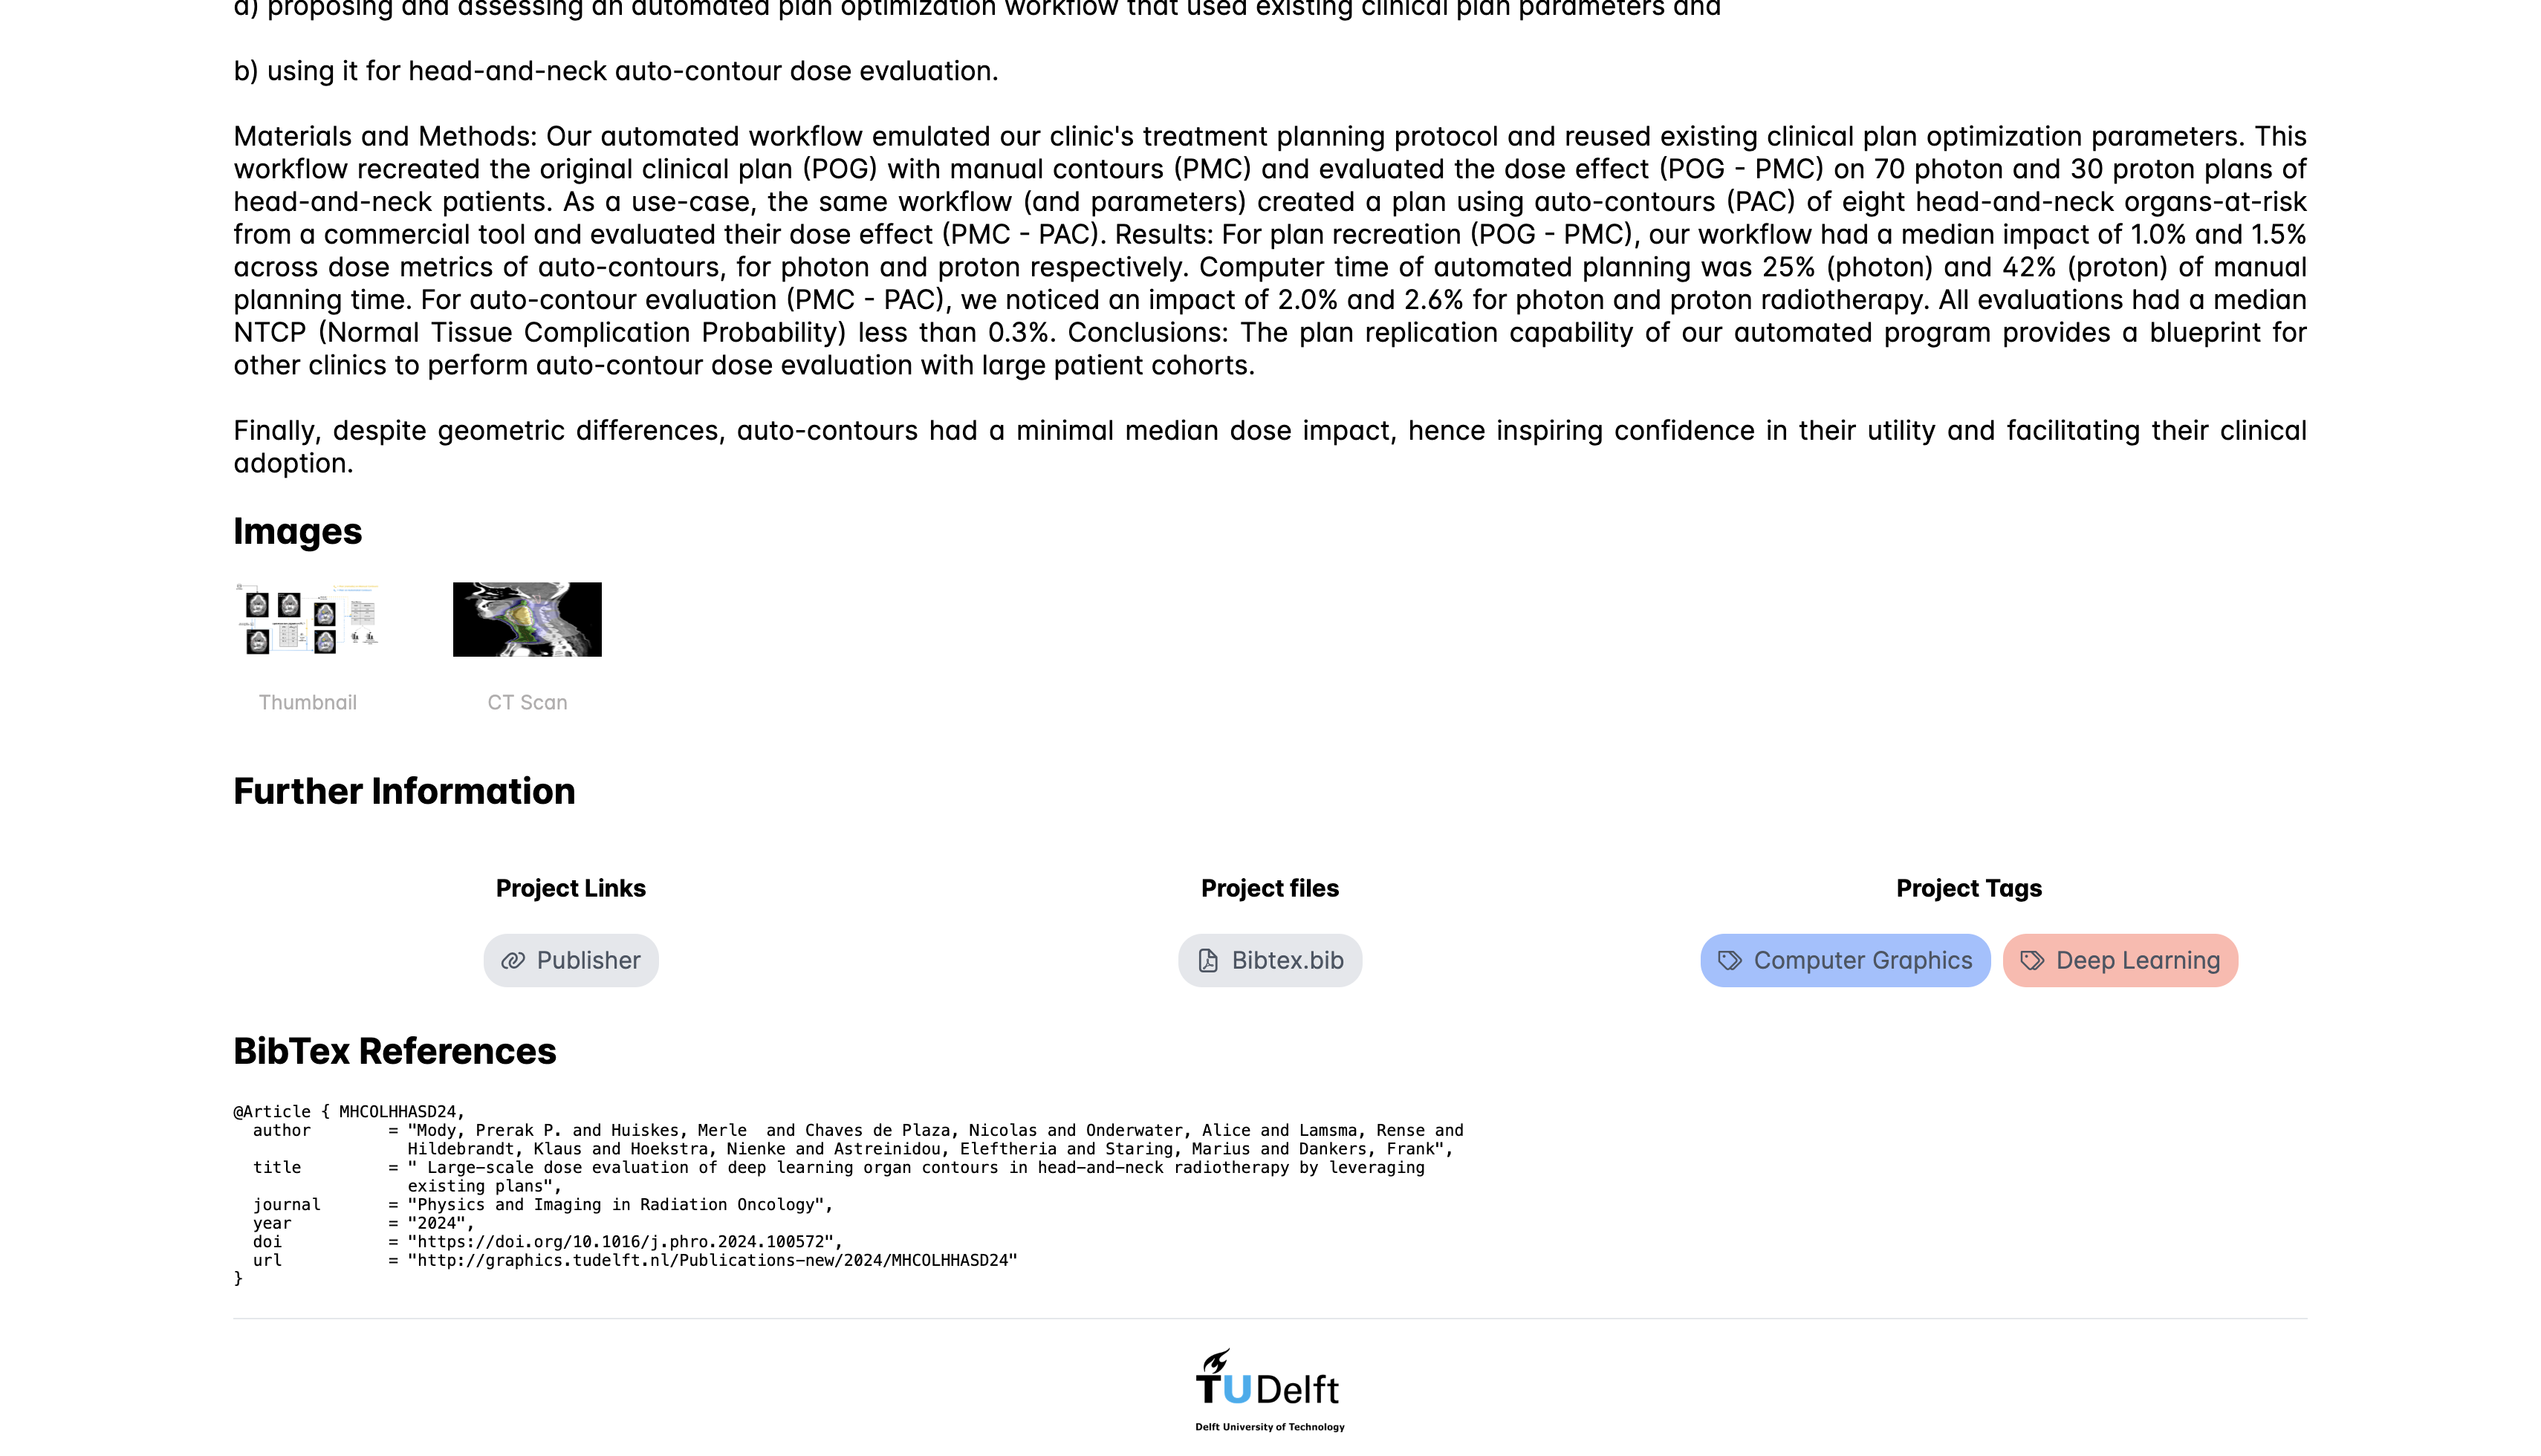 a) proposing and assessing an automated plan optimization workflow that used existing clinical plan parameters and
b) using it for head-and-neck auto-contour dose evaluation.
Materials and Methods: Our automated workflow emulated our clinic's treatment planning protocol and reused existing clinical plan optimization parameters. This
workflow recreated the original clinical plan (POG) with manual contours (PMC) and evaluated the dose effect (POG - PMC) on 70 photon and 30 proton plans of
head-and-neck patients. As a use-case, the same workflow (and parameters) created a plan using auto-contours (PAC) of eight head-and-neck organs-at-risk
from a commercial tool and evaluated their dose effect (PMC - PAC). Results: For plan recreation (POG - PMC), our workflow had a median impact of 1.0% and 1.5%
across dose metrics of auto-contours, for photon and proton respectively. Computer time of automated planning was 25% (photon) and 42% (proton) of manual
planning time. For auto-contour evaluation (PMC - PAC), we noticed an impact of 2.0% and 2.6% for photon and proton radiotherapy. All evaluations had a median
NTCP (Normal Tissue Complication Probability) less than 0.3%. Conclusions: The plan replication capability of our automated program provides a blueprint for
other clinics to perform auto-contour dose evaluation with large patient cohorts.
Finally, despite geometric differences, auto-contours had a minimal median dose impact, hence inspiring confidence in their utility and facilitating their clinical
adoption.
Images
Thumbnail
CT Scan
Further Information
Project Links
Publisher
Project files
Bibtex.bib
Project Tags
Computer Graphics
Deep Learning
BibTex References
@Article { MHCOLHHASD24,
author = "Mody, Prerak P. and Huiskes, Merle  and Chaves de Plaza, Nicolas and Onderwater, Alice and Lamsma, Rense and
Hildebrandt, Klaus and Hoekstra, Nienke and Astreinidou, Eleftheria and Staring, Marius and Dankers, Frank",
title = " Large-scale dose evaluation of deep learning organ contours in head-and-neck radiotherapy by leveraging
existing plans",
journal = "Physics and Imaging in Radiation Oncology",
year = "2024",
doi = "https://doi.org/10.1016/j.phro.2024.100572",
url = "http://graphics.tudelft.nl/Publications-new/2024/MHCOLHHASD24"
}
TUDelft
Delft University of Technology